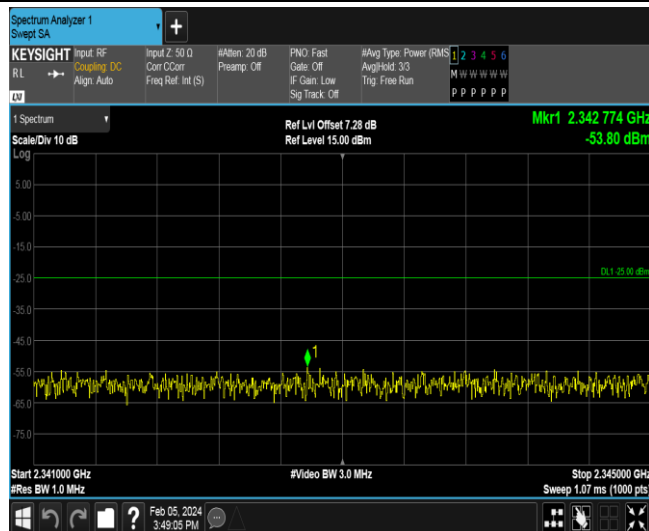 Spectrum Analyzer 1
Swept SA
+
KEYSIGHT
RL
Input: RF
Coupling: DC
Align: Auto
Input Z: 50 Ω
Corr CCorr
Freq Ref: Int (S)
#Atten: 20 dB
Preamp: Off
PNO: Fast
Gate: Off
IF Gain: Low
Sig Track: Off
#Avg Type: Power (RMS
Avg|Hold: 3/3
Trig: Free Run
1 2 3 4 5 6
M W W W W W
P P P P P P
LXI
1 Spectrum
Scale/Div 10 dB
Ref Lvl Offset 7.28 dB
Ref Level 15.00 dBm
Mkr1 2.342 774 GHz
-53.80 dBm
Log
5.00
-5.00
-15.0
-25.0
DL1 -25.00 dBm
-35.0
-45.0
1
-55.0
-65.0
-75.0
Start 2.341000 GHz
#Res BW 1.0 MHz
#Video BW 3.0 MHz
Stop 2.345000 GHz
Sweep 1.07 ms (1000 pts)
?
Feb 05, 2024
3:49:05 PM